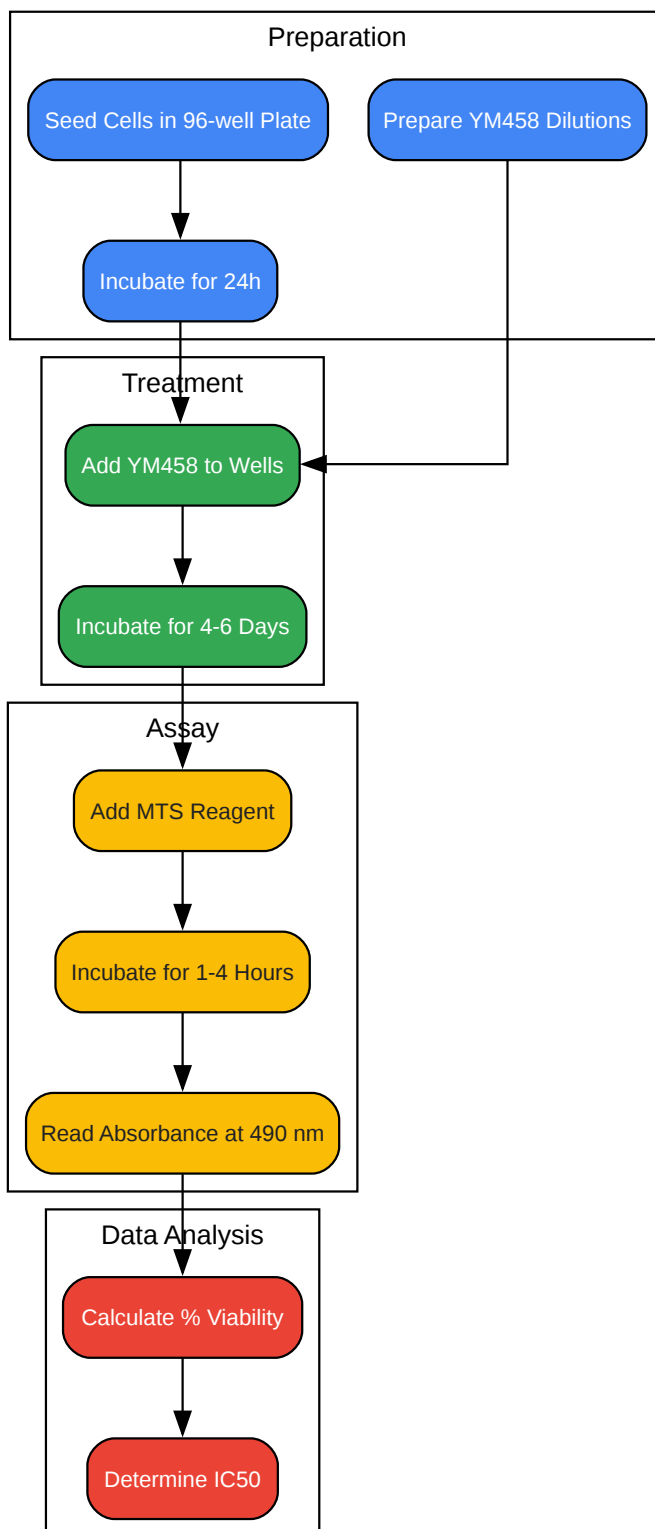 Preparation
Seed Cells in 96-well Plate
Prepare YM458 Dilutions
Incubate for 24h
Treatment
Add YM458 to Wells
Incubate for 4-6 Days
Assay
Add MTS Reagent
Incubate for 1-4 Hours
Read Absorbance at 490 nm
Data Analysis
Calculate % Viability
Determine IC50